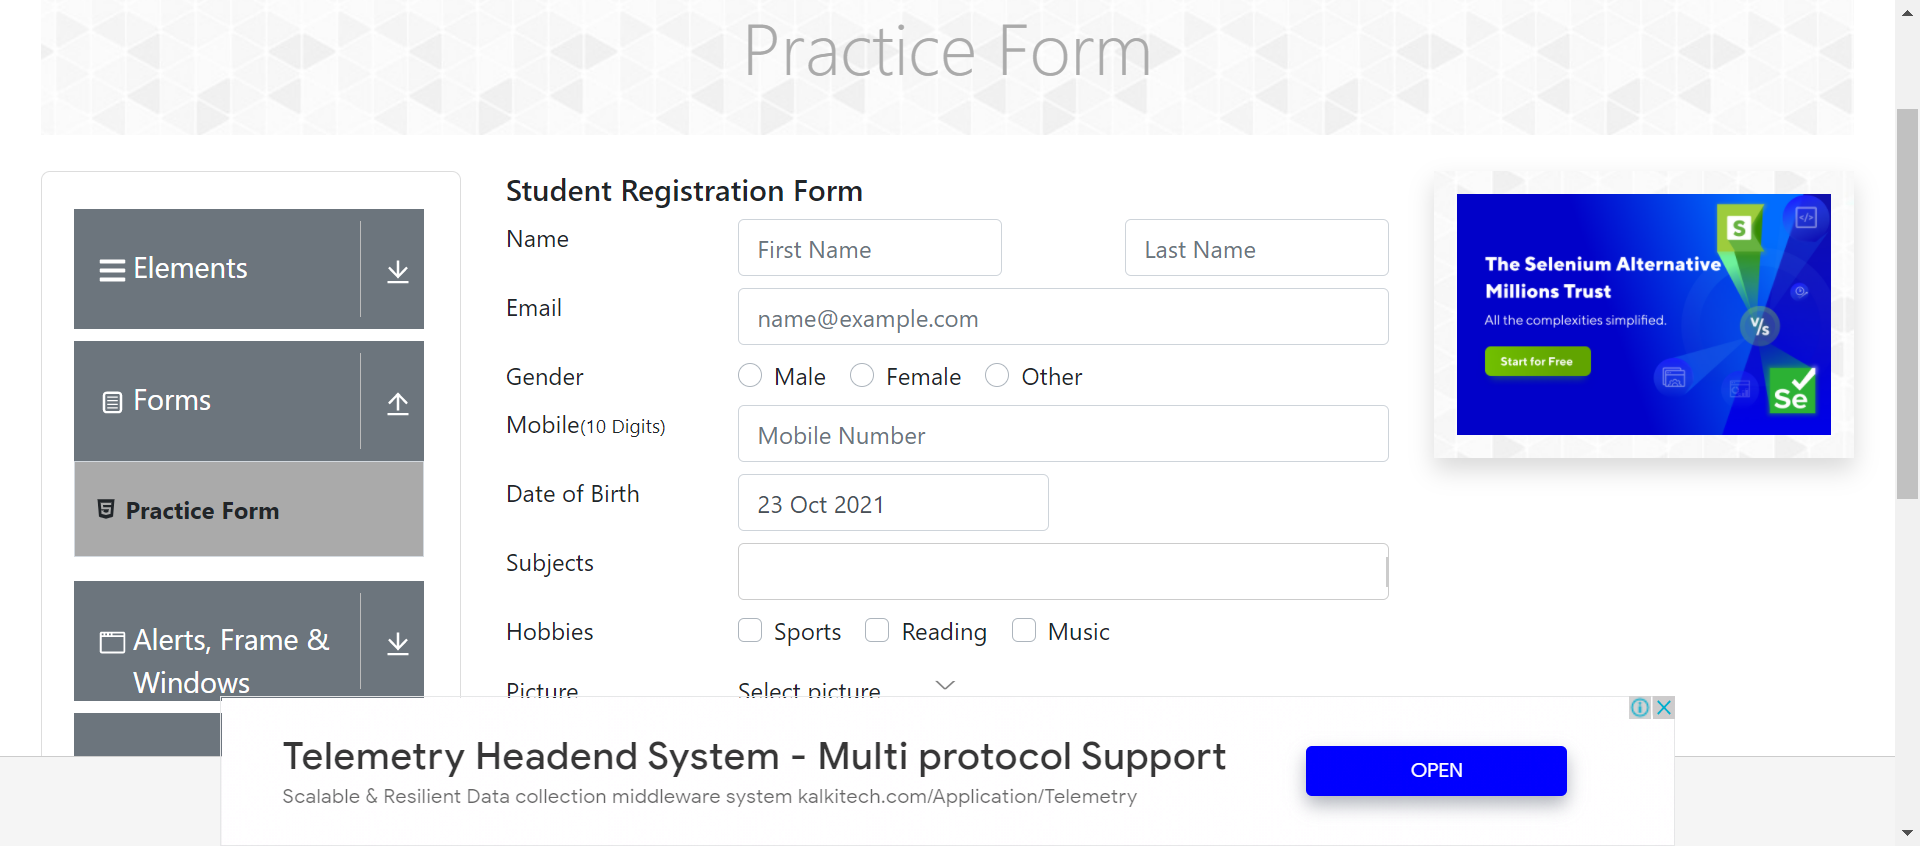 Practice Form
Elements
Forms
Practice Form
Alerts, Frame &
Windows
Student Registration Form
Name
First Name
Last Name
Email
name@example.com
Gender
Male
Female
Other
Mobile(10 Digits)
Mobile Number
Date of Birth
23 Oct 2021
Subjects
Hobbies
Sports
Reading
Music
Picture
Select picture
The Selenium Alternative
Millions Trust
All the complexities simplified.
Start for Free
S
V/s
Se
Telemetry Headend System - Multi protocol Support
Scalable & Resilient Data collection middleware system kalkitech.com/Application/Telemetry
OPEN